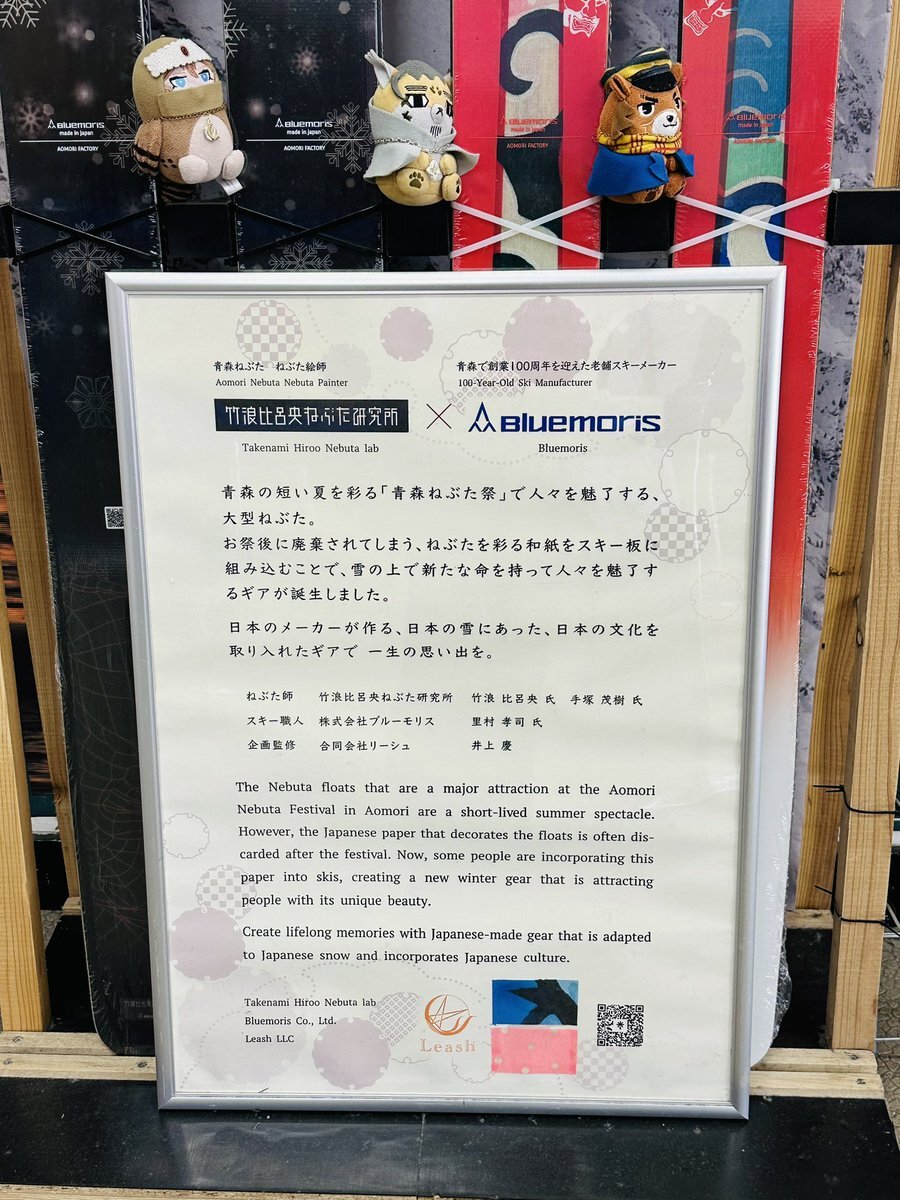 Bluemoris
made in Japan
AOMORI FACTORY
Bluemoris
made in Japan
AOMORI FACTORY
Bluemoris
made in Japan
AOMORI FACTORY
Bluemoris
made in Japan
AOMORI FACTORY
青森ねぶた ねぶた絵師
Aomori Nebuta Nebuta Painter
竹浪比呂央ねぶた研究所
Takenami Hiroo Nebuta lab
×
青森で創業100周年を迎えた老舗スキーメーカー
100-Year-Old Ski Manufacturer
Bluemoris
Bluemoris
青森の短い夏を彩る「青森ねぶた祭」で人々を魅了する、
大型ねぶた。
お祭後に廃棄されてしまう、ねぶたを彩る和紙をスキー板に
組み込むことで、雪の上で新たな命を持って人々を魅了す
るギアが誕生しました。
日本のメーカーが作る、日本の雪にあった、日本の文化を
取り入れたギアで 一生の思い出を。
ねぶた師 竹浪比呂央ねぶた研究所 竹浪 比呂央 氏 手塚 茂樹 氏
スキー職人 株式会社ブルーモリス 里村 孝司 氏
企画監修 合同会社リーシュ 井上 慶
The Nebuta floats that are a major attraction at the Aomori
Nebuta Festival in Aomori are a short-lived summer spectacle.
However, the Japanese paper that decorates the floats is often dis-
carded after the festival. Now, some people are incorporating this
paper into skis, creating a new winter gear that is attracting
people with its unique beauty.
Create lifelong memories with Japanese-made gear that is adapted
to Japanese snow and incorporates Japanese culture.
Takenami Hiroo Nebuta lab
Bluemoris Co., Ltd.
Leash LLC
Leash